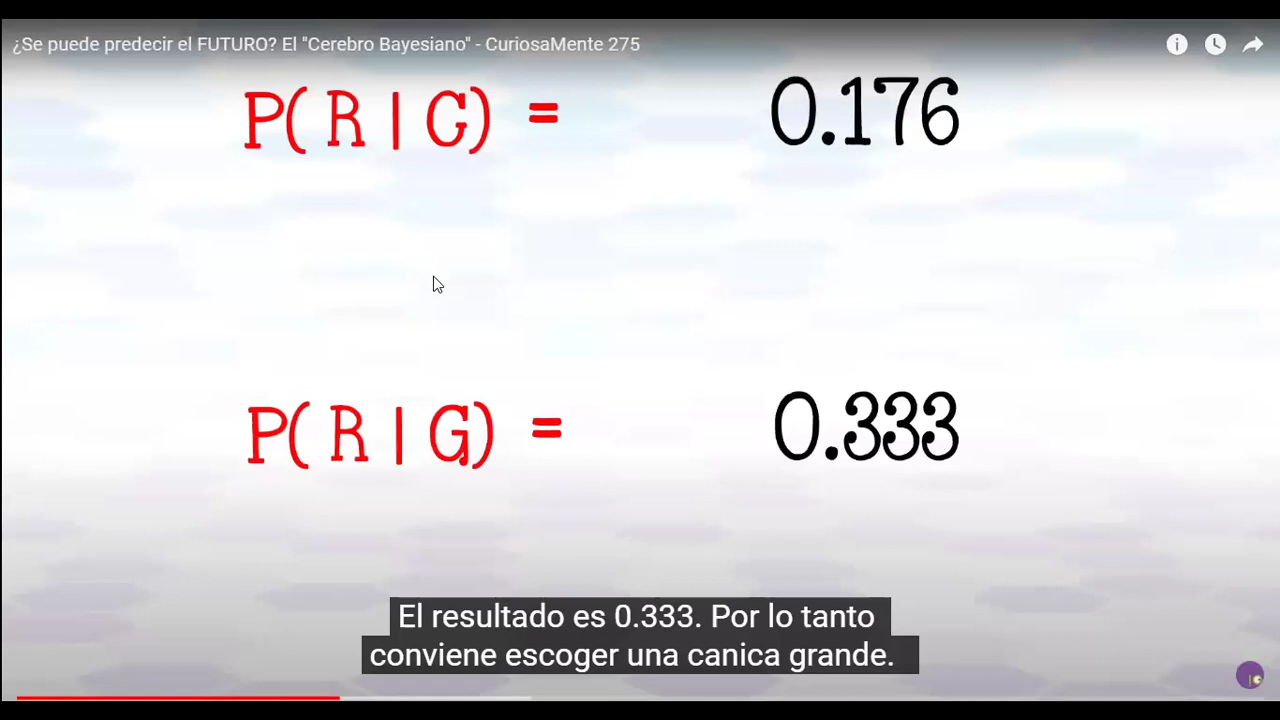 ¿Se puede predecir el FUTURO? El "Cerebro Bayesiano" - CuriosaMente 275
P( R | C) = 0.176
P( R | G) = 0.333
El resultado es 0.333. Por lo tanto
conviene escoger una canica grande.